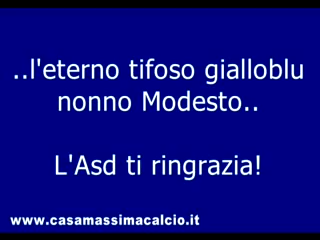 ..l'eterno tifoso gialloblu
nonno Modesto..
L'Asd ti ringrazia!
www.casamassimacalcio.it